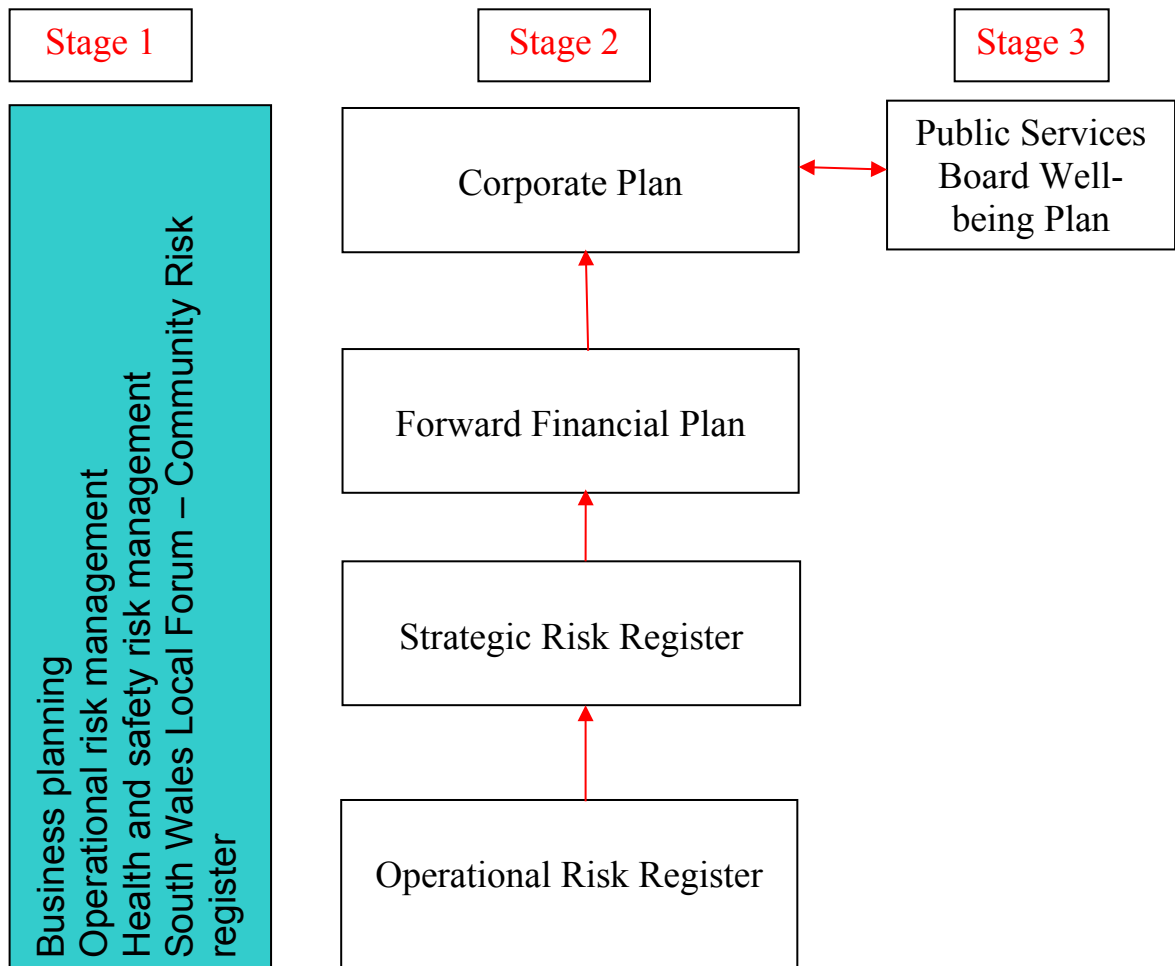 Stage 1
Stage 2
Stage 3
Business planning
Operational risk management
Health and safety risk management
South Wales Local Forum – Community Risk
register
Corporate Plan
Public Services
Board Well-
being Plan
Forward Financial Plan
Strategic Risk Register
Operational Risk Register